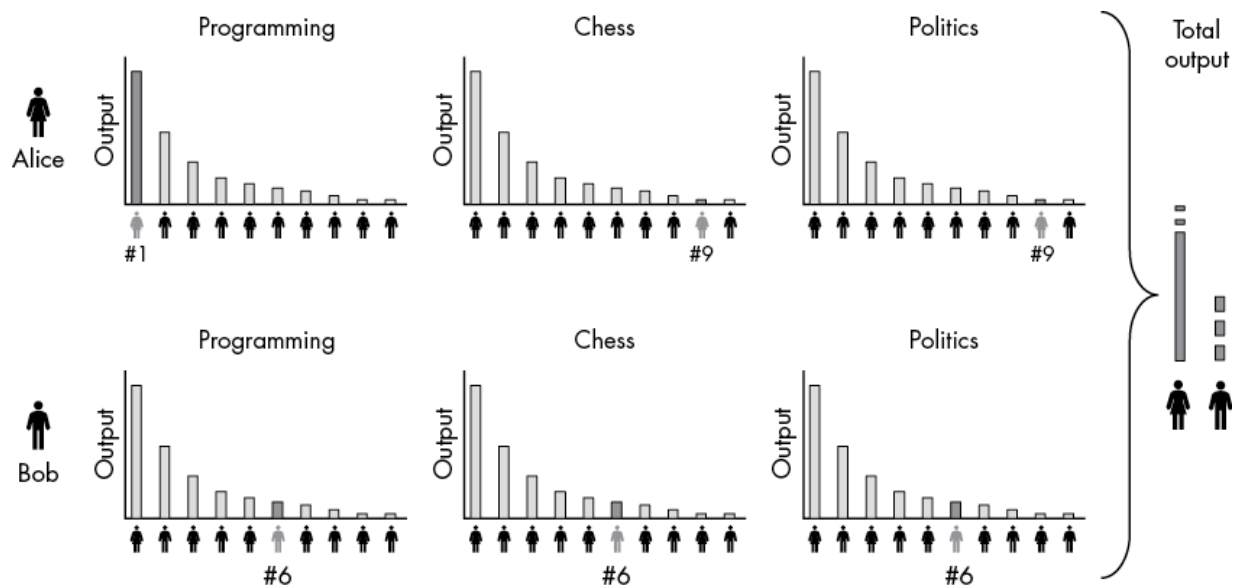 Programming
Chess
Politics
Total
output
Alice
Output
Output
Output
#1
#9
#9
Programming
Chess
Politics
Bob
Output
Output
Output
#6
#6
#6